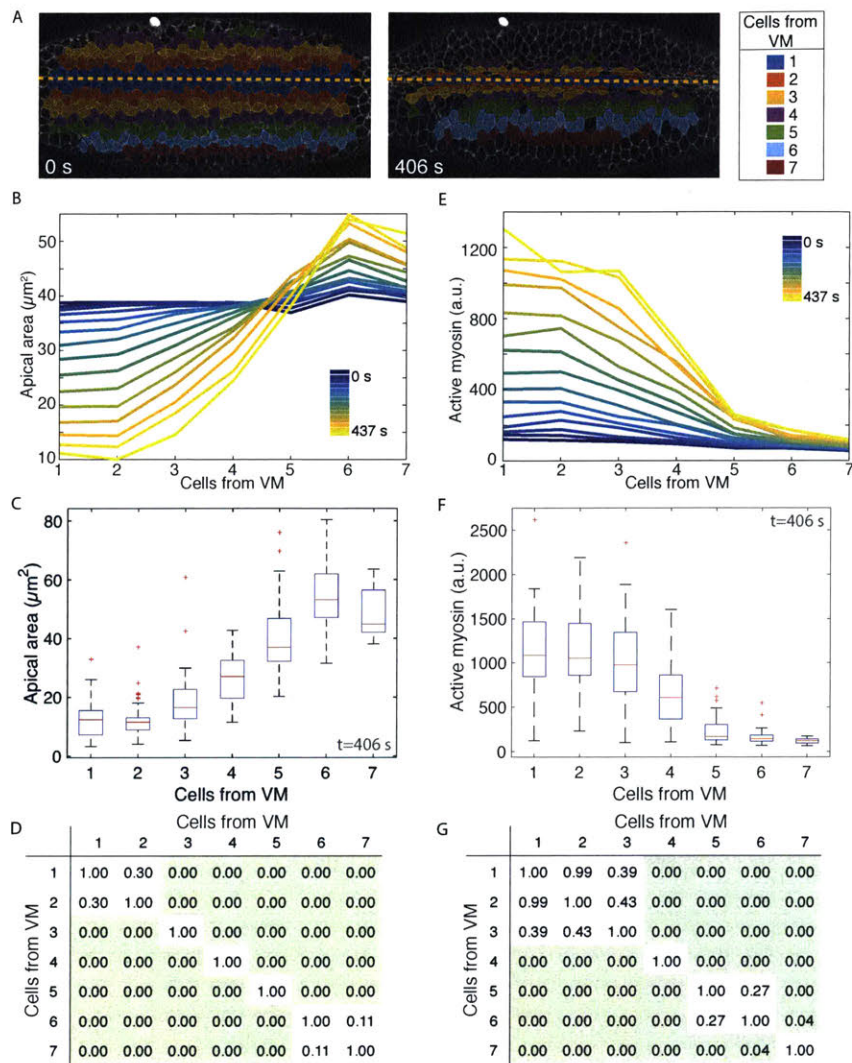 A
0 s
406 s
Cells from
VM
1
2
3
4
5
6
7
B
Apical area (μm²)
50
40
30
20
10
0 s
437 s
1 2 3 4 5 6 7
Cells from VM
E
Active myosin (a.u.)
1200
800
400
0
0 s
437 s
1 2 3 4 5 6 7
Cells from VM
C
Apical area (μm²)
80
60
40
20
0
t=406 s
1 2 3 4 5 6 7
Cells from VM
F
Active myosin (a.u.)
2500
2000
1500
1000
500
0
t=406 s
1 2 3 4 5 6 7
Cells from VM
D
Cells from VM
1 2 3 4 5 6 7
Cells from VM
1 1.00 0.30 0.00 0.00 0.00 0.00 0.00
2 0.30 1.00 0.00 0.00 0.00 0.00 0.00
3 0.00 0.00 1.00 0.00 0.00 0.00 0.00
4 0.00 0.00 0.00 1.00 0.00 0.00 0.00
5 0.00 0.00 0.00 0.00 1.00 0.00 0.00
6 0.00 0.00 0.00 0.00 0.00 1.00 0.11
7 0.00 0.00 0.00 0.00 0.00 0.11 1.00
G
Cells from VM
1 2 3 4 5 6 7
Cells from VM
1 1.00 0.99 0.39 0.00 0.00 0.00 0.00
2 0.99 1.00 0.43 0.00 0.00 0.00 0.00
3 0.39 0.43 1.00 0.00 0.00 0.00 0.00
4 0.00 0.00 0.00 1.00 0.00 0.00 0.00
5 0.00 0.00 0.00 0.00 1.00 0.27 0.00
6 0.00 0.00 0.00 0.00 0.27 1.00 0.04
7 0.00 0.00 0.00 0.00 0.00 0.04 1.00